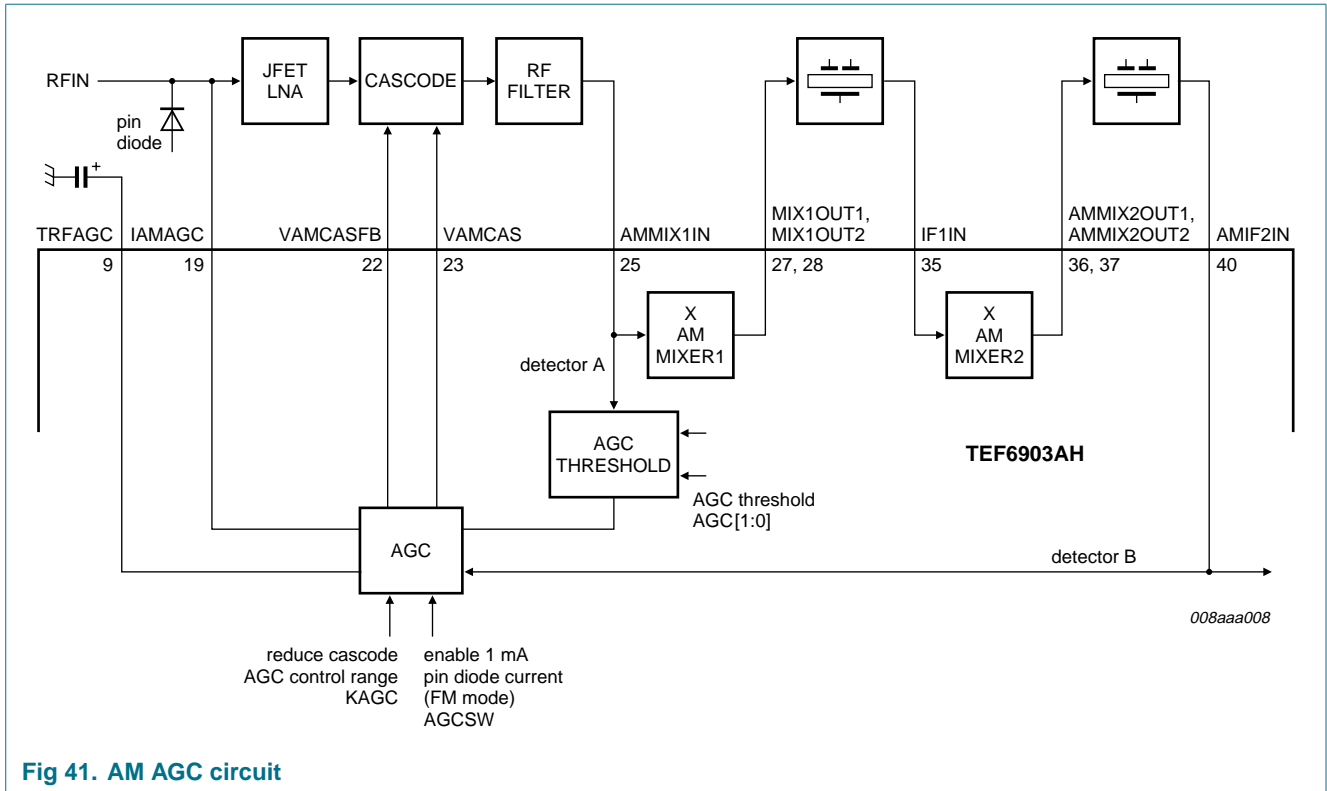 RFIN
pin
diode
+
JFET
LNA
CASCODE
RF
FILTER
TRFAGC
IAMAGC
VAMCASFB
VAMCAS
AMMIX1IN
MIX1OUT1,
MIX1OUT2
IF1IN
AMMIX2OUT1,
AMMIX2OUT2
AMIF2IN
9
19
22
23
25
27, 28
35
36, 37
40
X
AM
MIXER1
X
AM
MIXER2
detector A
AGC
THRESHOLD
TEF6903AH
AGC threshold
AGC[1:0]
AGC
detector B
008aaa008
reduce cascode
AGC control range
KAGC
enable 1 mA
pin diode current
(FM mode)
AGCSW
Fig 41. AM AGC circuit